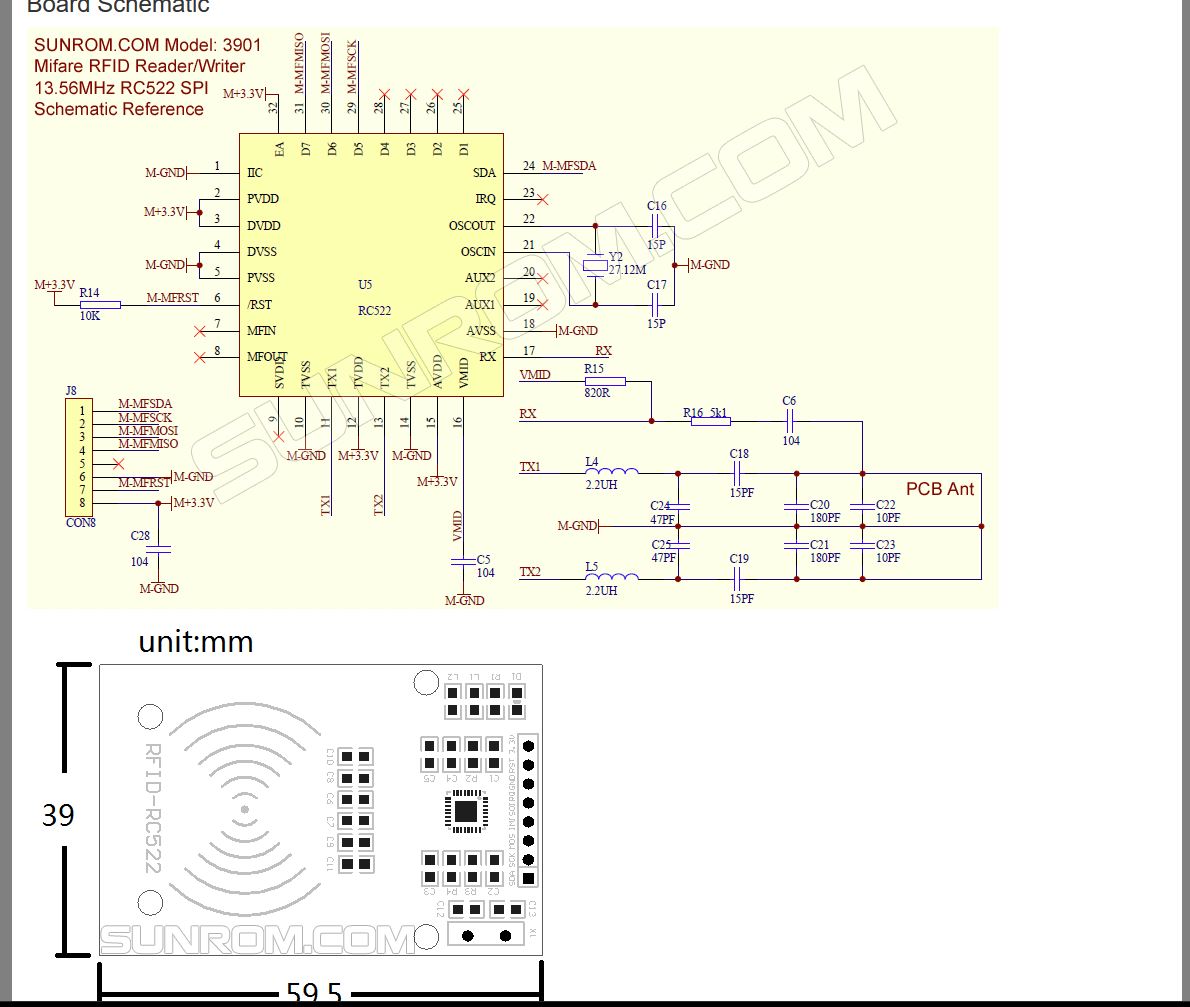 Board Schematic
SUNROM.COM Model: 3901
Mifare RFID Reader/Writer
13.56MHz RC522 SPI
Schematic Reference
M+3.3V
M-MFMISO
M-MFMOSI
M-MFSCK
32 31 30 29 28 27 26 25
EA D7 D6 D5 D4 D3 D2 D1
M-GND 1 IIC
2 PVDD
M+3.3V
3 DVDD
4 DVSS
M-GND
5 PVSS
M+3.3V R14 10K M-MFRST 6 /RST
7 MFIN
8 MFOUT
U5
RC522
SDA 24 M-MFSDA
IRQ 23
OSCOUT 22
OSCIN 21
AUX2 20
AUX1 19
AVSS 18 M-GND
RX 17 RX
C16
15P
Y2
27.12M
M-GND
C17
15P
SVDD TVSS TX1 TVDD TX2 TVSS AVDD VMID
9 10 11 12 13 14 15 16
M-GND M+3.3V M-GND
M+3.3V
TX1 TX2 VMID
C5
104
M-GND
J8
1 M-MFSDA
2 M-MFSCK
3 M-MFMOSI
4 M-MFMISO
5
6 M-GND
7 M-MFRST
8 M+3.3V
CON8
C28
104
M-GND
VMID R15
820R
RX R16 5k1 C6
104
TX1 L4 C18
2.2UH 15PF
PCB Ant
C24 C20 C22
47PF 180PF 10PF
M-GND
C25 C21 C23
47PF 180PF 10PF
TX2 L5 C19
2.2UH 15PF
SUNROM.COM
unit:mm
39
59.5
RFID-RC522
L2 L1 R1 D1
C10
C8
C6
C7
C9
C11
C5 C4 R2 C1
3.3V
RST
GND
IRQ
MOS
SCK
SDA
C3 R4 R3 C2
C12 C13
X1
SUNROM.COM